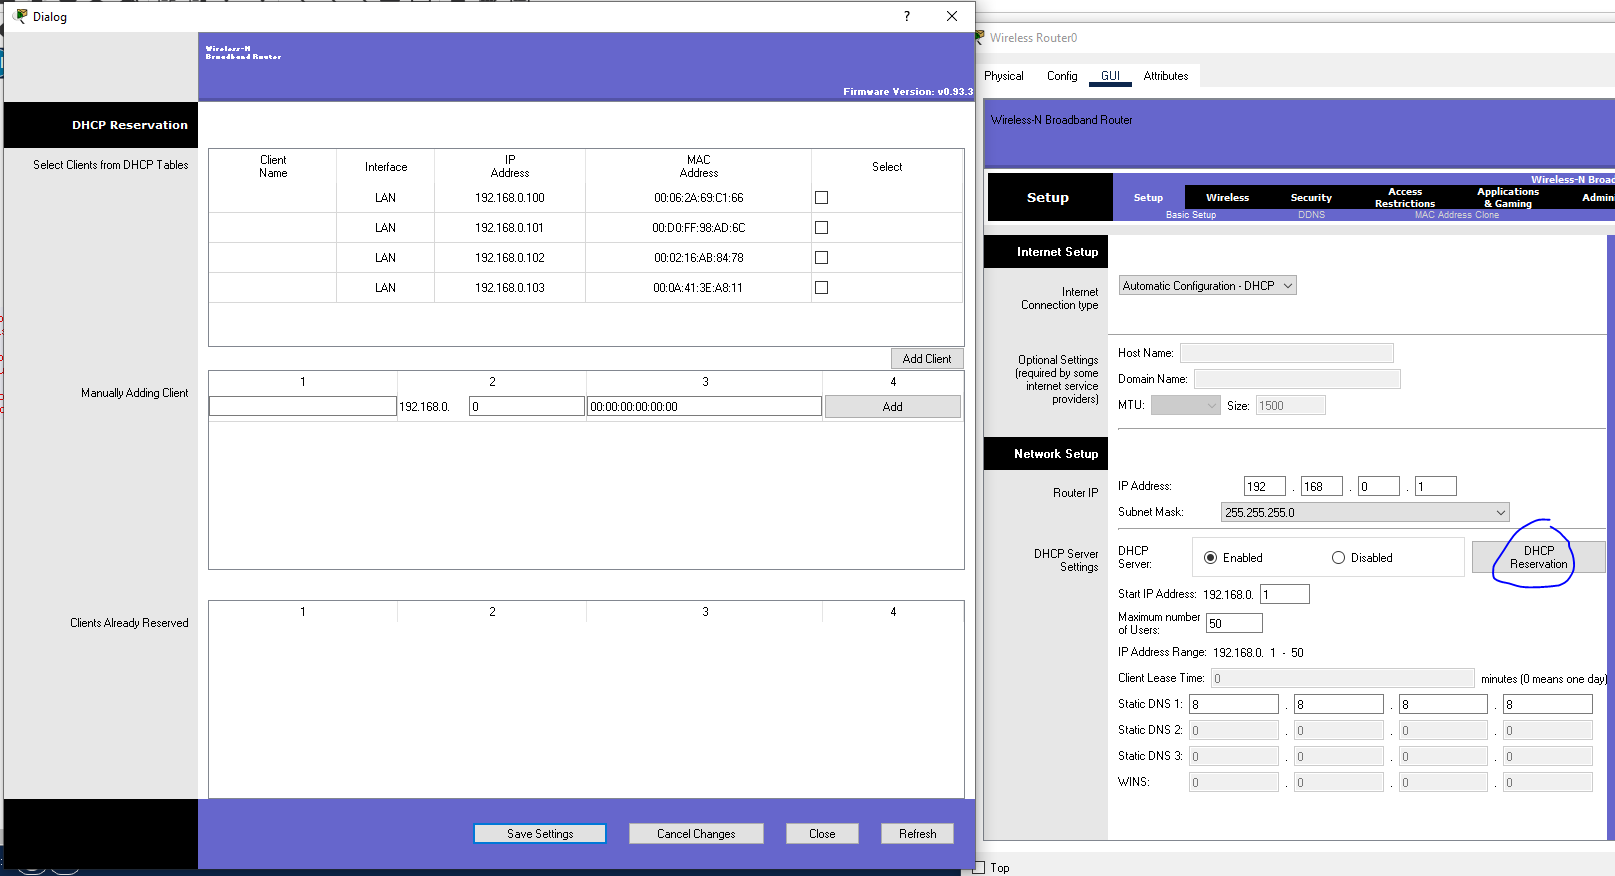 Dialog
?
Wireless-N
Broadband Router
Firmware Version: v0.93.3
DHCP Reservation
Select Clients from DHCP Tables
Client Name Interface IP Address MAC Address Select
LAN 192.168.0.100 00:06:2A:69:C1:66
LAN 192.168.0.101 00:D0:FF:98:AD:6C
LAN 192.168.0.102 00:02:16:AB:84:78
LAN 192.168.0.103 00:0A:41:3E:A8:11
Add Client
Manually Adding Client
1 2 3 4
192.168.0. 0 00:00:00:00:00:00 Add
Clients Already Reserved
1 2 3 4
Save Settings Cancel Changes Close Refresh
Wireless Router0
Physical Config GUI Attributes
Wireless-N Broadband Router
Wireless-N Broad
Setup
Setup Wireless Security Access Restrictions Applications & Gaming Admin
Basic Setup DDNS MAC Address Clone
Internet Setup
Internet
Connection type
Automatic Configuration - DHCP
Optional Settings
(required by some
internet service
providers)
Host Name:
Domain Name:
MTU: Size: 1500
Network Setup
Router IP
IP Address: 192 . 168 . 0 . 1
Subnet Mask: 255.255.255.0
DHCP Server
Settings
DHCP
Server:
Enabled Disabled
DHCP
Reservation
Start IP Address: 192.168.0. 1
Maximum number
of Users:
50
IP Address Range: 192.168.0. 1 - 50
Client Lease Time: 0 minutes (0 means one day)
Static DNS 1: 8 . 8 . 8 . 8
Static DNS 2: 0 . 0 . 0 . 0
Static DNS 3: 0 . 0 . 0 . 0
WINS: 0 . 0 . 0 . 0
Top